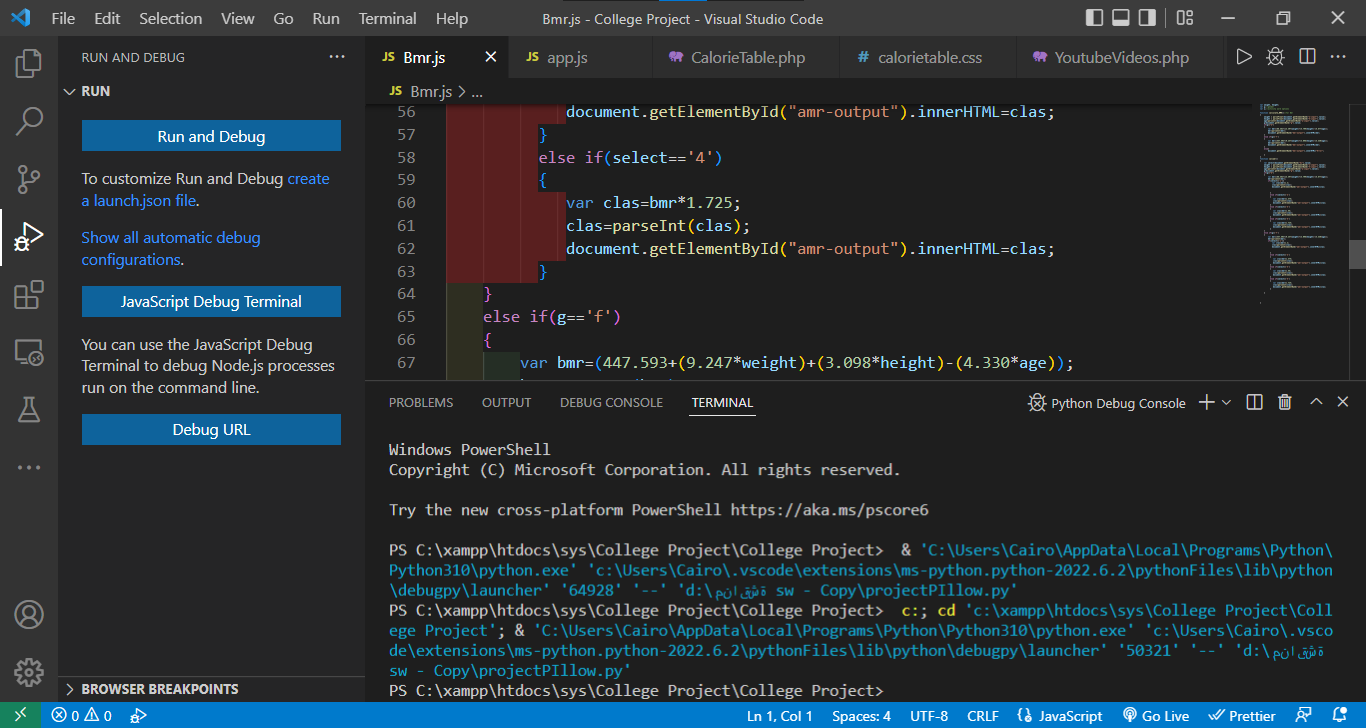 File Edit Selection View Go Run Terminal Help
Bmr.js - College Project - Visual Studio Code
RUN AND DEBUG
RUN
Run and Debug
To customize Run and Debug create
a launch.json file.
Show all automatic debug
configurations.
JavaScript Debug Terminal
You can use the JavaScript Debug
Terminal to debug Node.js processes
run on the command line.
Debug URL
BROWSER BREAKPOINTS
JS Bmr.js
JS app.js
CalorieTable.php
# calorietable.css
YoutubeVideos.php
JS Bmr.js > ...
56 document.getElementById("amr-output").innerHTML=clas;
57 }
58 else if(select=='4')
59 {
60 var clas=bmr*1.725;
61 clas=parseInt(clas);
62 document.getElementById("amr-output").innerHTML=clas;
63 }
64 }
65 else if(g=='f')
66 {
67 var bmr=(447.593+(9.247*weight)+(3.098*height)-(4.330*age));
PROBLEMS OUTPUT DEBUG CONSOLE TERMINAL
Python Debug Console
Windows PowerShell
Copyright (C) Microsoft Corporation. All rights reserved.
Try the new cross-platform PowerShell https://aka.ms/pscore6
PS C:\xampp\htdocs\sys\College Project\College Project>  & 'C:\Users\Cairo\AppData\Local\Programs\Python\
Python310\python.exe' 'c:\Users\Cairo\.vscode\extensions\ms-python.python-2022.6.2\pythonFiles\lib\python
\debugpy\launcher' '64928' '--' 'd:\ sw - Copy\projectPIllow.py'
PS C:\xampp\htdocs\sys\College Project\College Project>  c:; cd 'c:\xampp\htdocs\sys\College Project\Coll
ege Project'; & 'C:\Users\Cairo\AppData\Local\Programs\Python\Python310\python.exe' 'c:\Users\Cairo\.vsco
de\extensions\ms-python.python-2022.6.2\pythonFiles\lib\python\debugpy\launcher' '50321' '--' 'd:\
sw - Copy\projectPIllow.py'
PS C:\xampp\htdocs\sys\College Project\College Project>
0 0
Ln 1, Col 1 Spaces: 4 UTF-8 CRLF JavaScript Go Live Prettier